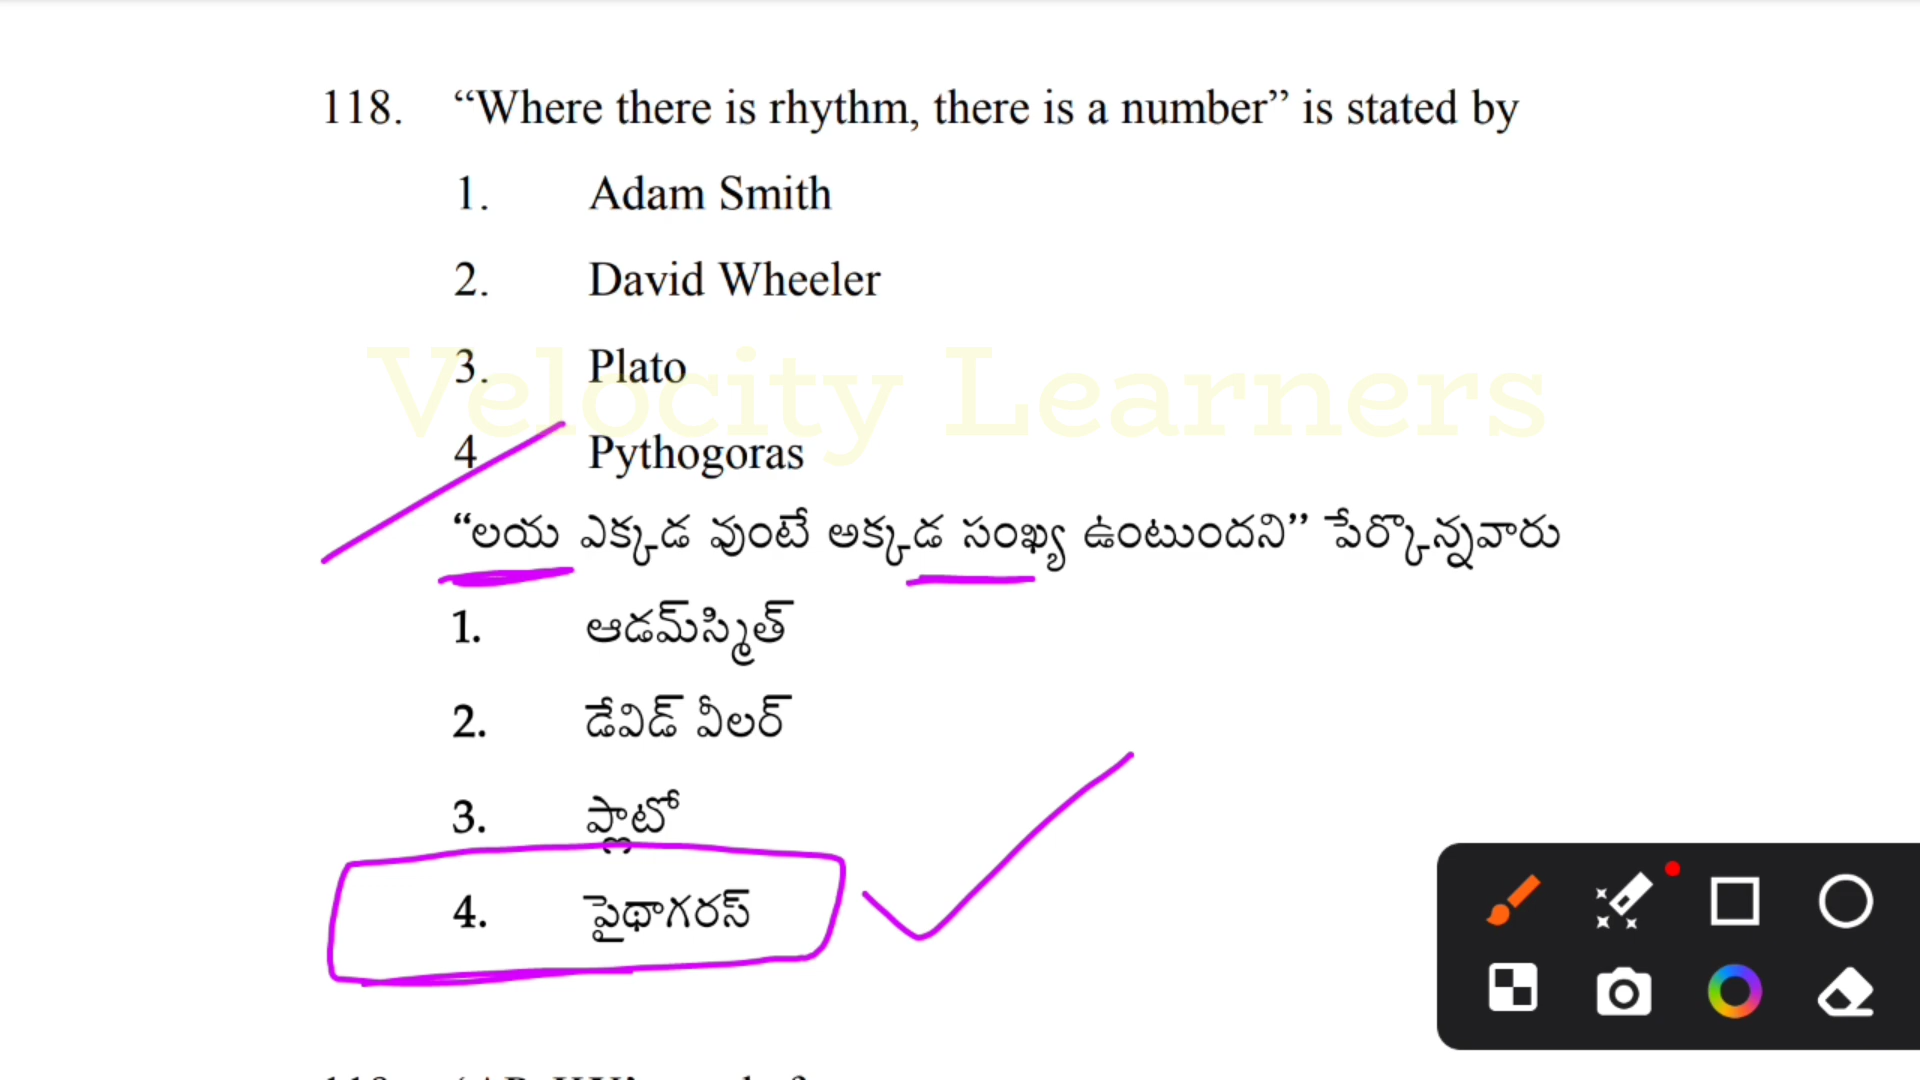 118. “Where there is rhythm, there is a number” is stated by
1. Adam Smith
2. David Wheeler
3. Plato
Velocity Learners
4 Pythogoras
“లయ ఎక్కడ వుంటే అక్కడ సంఖ్య ఉంటుందని” పేర్కొన్నవారు
1. ఆడమ్‌స్మిత్
2. డేవిడ్ వీలర్
3. ప్లాటో
4. పైథాగరస్